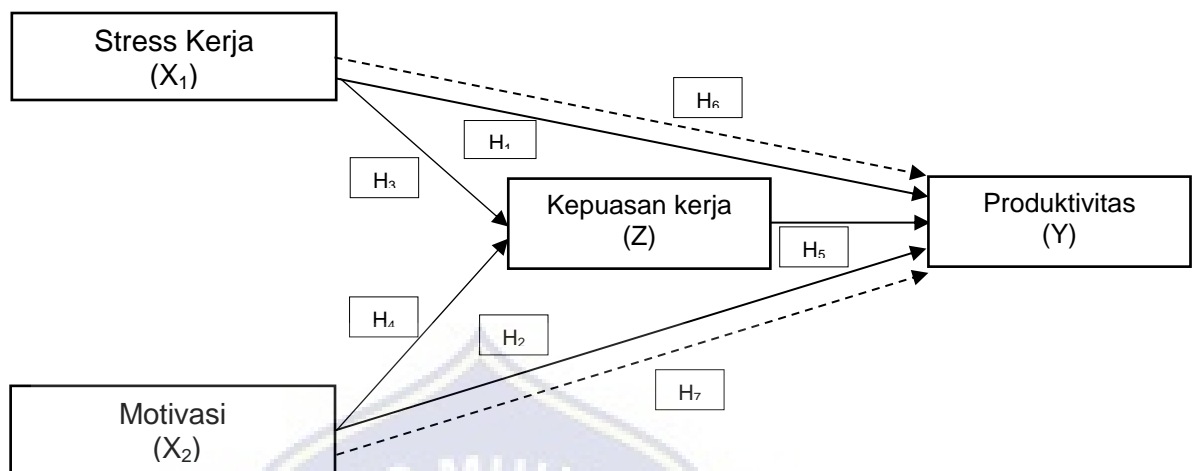 Stress Kerja
(X₁)
H₆
H₁
H₃
Kepuasan kerja
(Z)
Produktivitas
(Y)
H₅
H₄
H₂
H₇
Motivasi
(X₂)